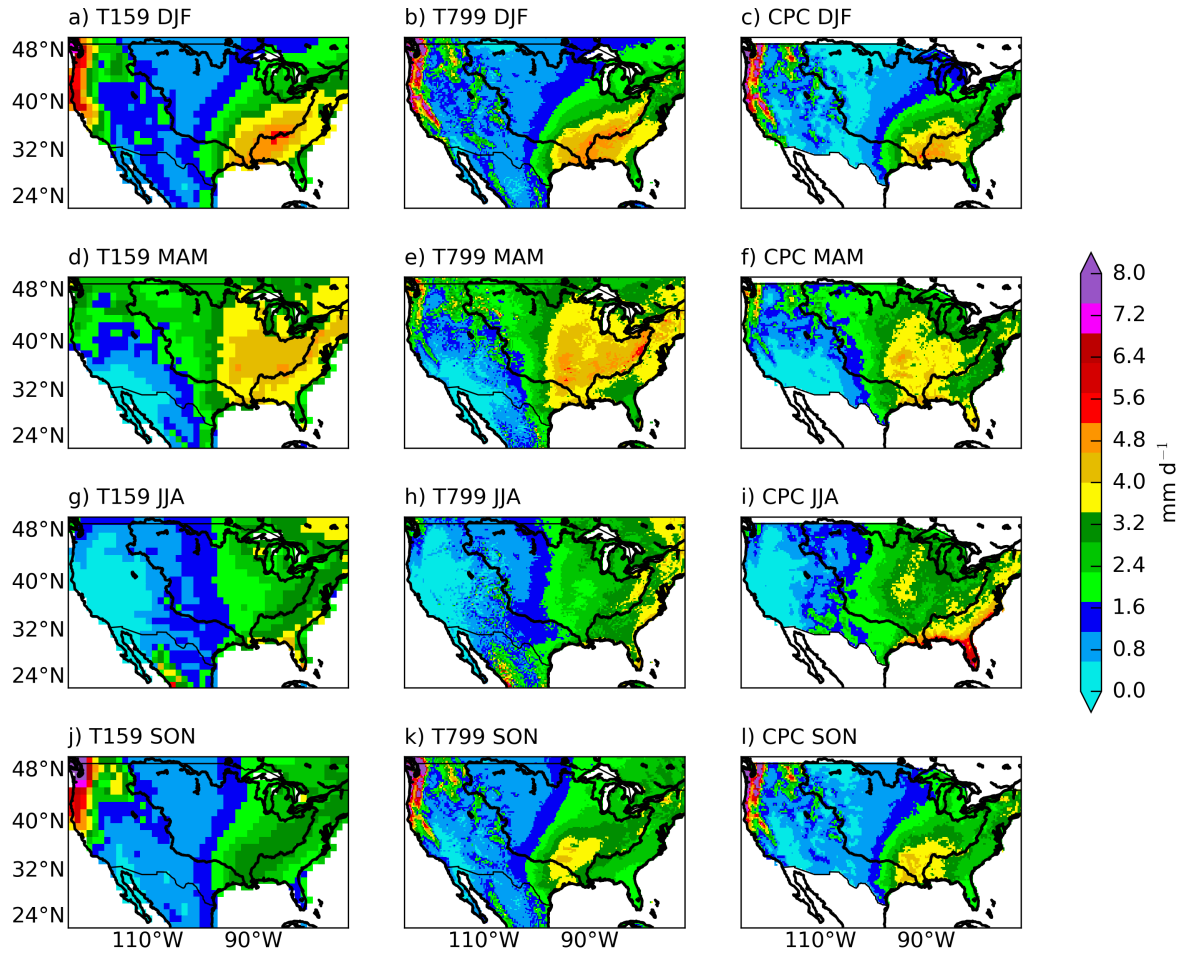 a) T159 DJF
b) T799 DJF
c) CPC DJF
48°N
40°N
32°N
24°N
d) T159 MAM
e) T799 MAM
f) CPC MAM
48°N
40°N
32°N
24°N
g) T159 JJA
h) T799 JJA
i) CPC JJA
48°N
40°N
32°N
24°N
j) T159 SON
k) T799 SON
l) CPC SON
48°N
40°N
32°N
24°N
110°W
90°W
110°W
90°W
110°W
90°W
8.0
7.2
6.4
5.6
4.8
4.0
3.2
2.4
1.6
0.8
0.0
mm d⁻¹